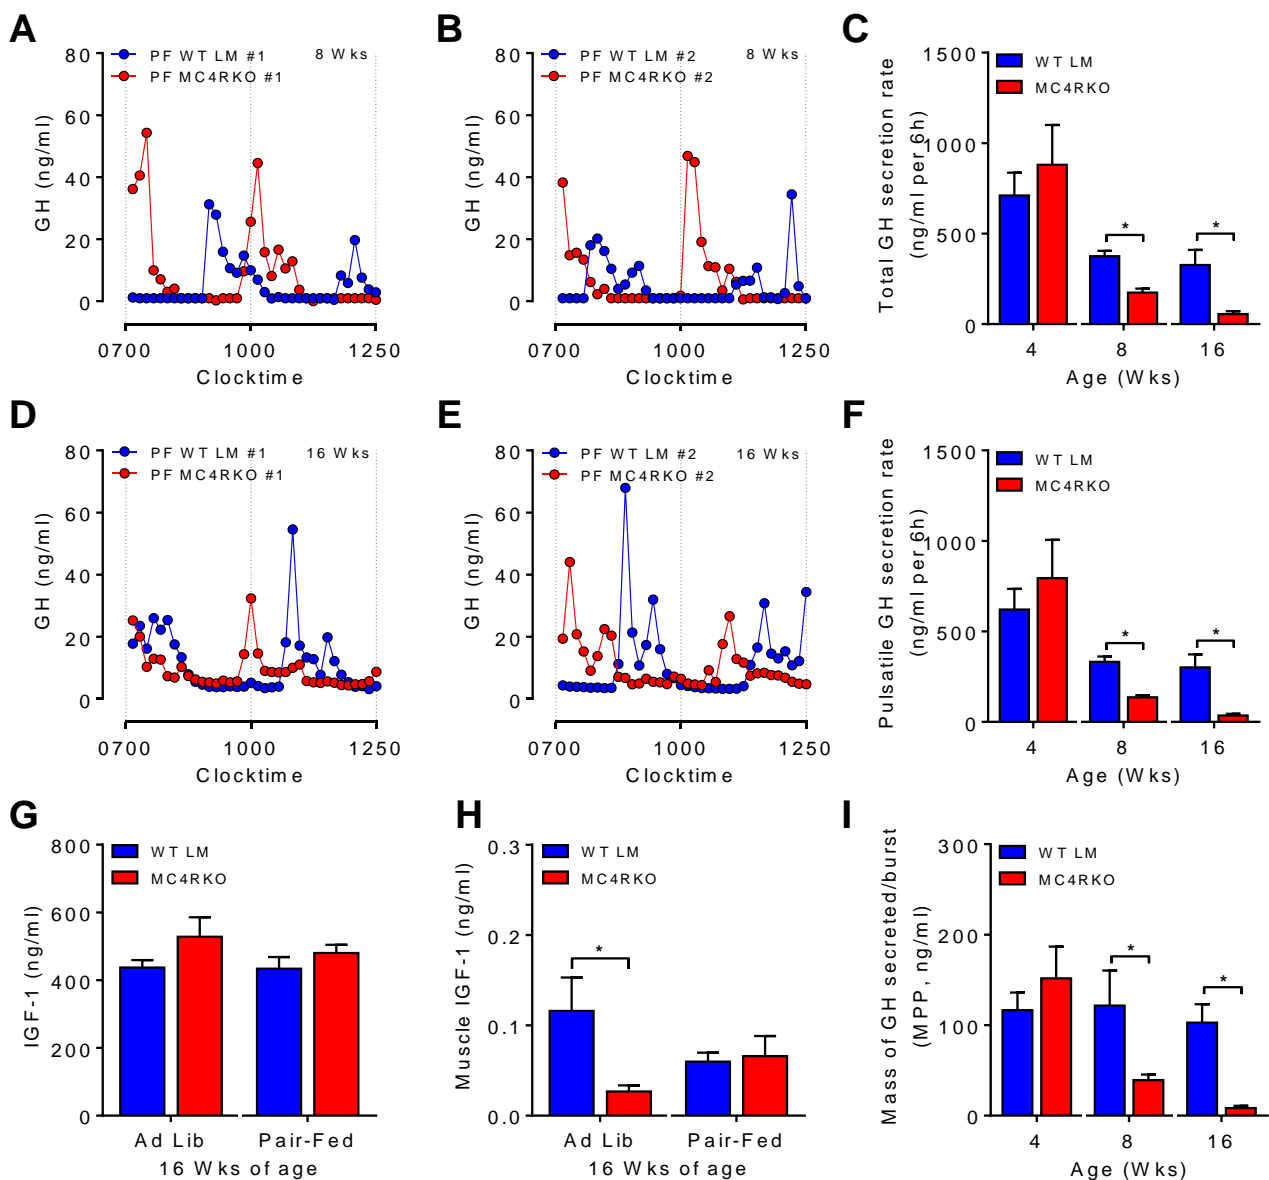 A
PF WT LM #1
PF MC4RKO #1
8 Wks
GH (ng/ml)
80
60
40
20
0
0700
1000
1250
Clocktime
B
PF WT LM #2
PF MC4RKO #2
8 Wks
GH (ng/ml)
80
60
40
20
0
0700
1000
1250
Clocktime
C
WT LM
MC4RKO
Total GH secretion rate
(ng/ml per 6h)
1500
1000
500
0
*
*
4
8
16
Age (Wks)
D
PF WT LM #1
PF MC4RKO #1
16 Wks
GH (ng/ml)
80
60
40
20
0
0700
1000
1250
Clocktime
E
PF WT LM #2
PF MC4RKO #2
16 Wks
GH (ng/ml)
80
60
40
20
0
0700
1000
1250
Clocktime
F
WT LM
MC4RKO
Pulsatile GH secretion rate
(ng/ml per 6h)
1500
1000
500
0
*
*
4
8
16
Age (Wks)
G
WT LM
MC4RKO
IGF-1 (ng/ml)
800
600
400
200
0
Ad Lib
Pair-Fed
16 Wks of age
H
WT LM
MC4RKO
Muscle IGF-1 (ng/ml)
0.3
0.2
0.1
0.0
*
Ad Lib
Pair-Fed
16 Wks of age
I
WT LM
MC4RKO
Mass of GH secreted/burst
(MPP, ng/ml)
300
200
100
0
*
*
4
8
16
Age (Wks)